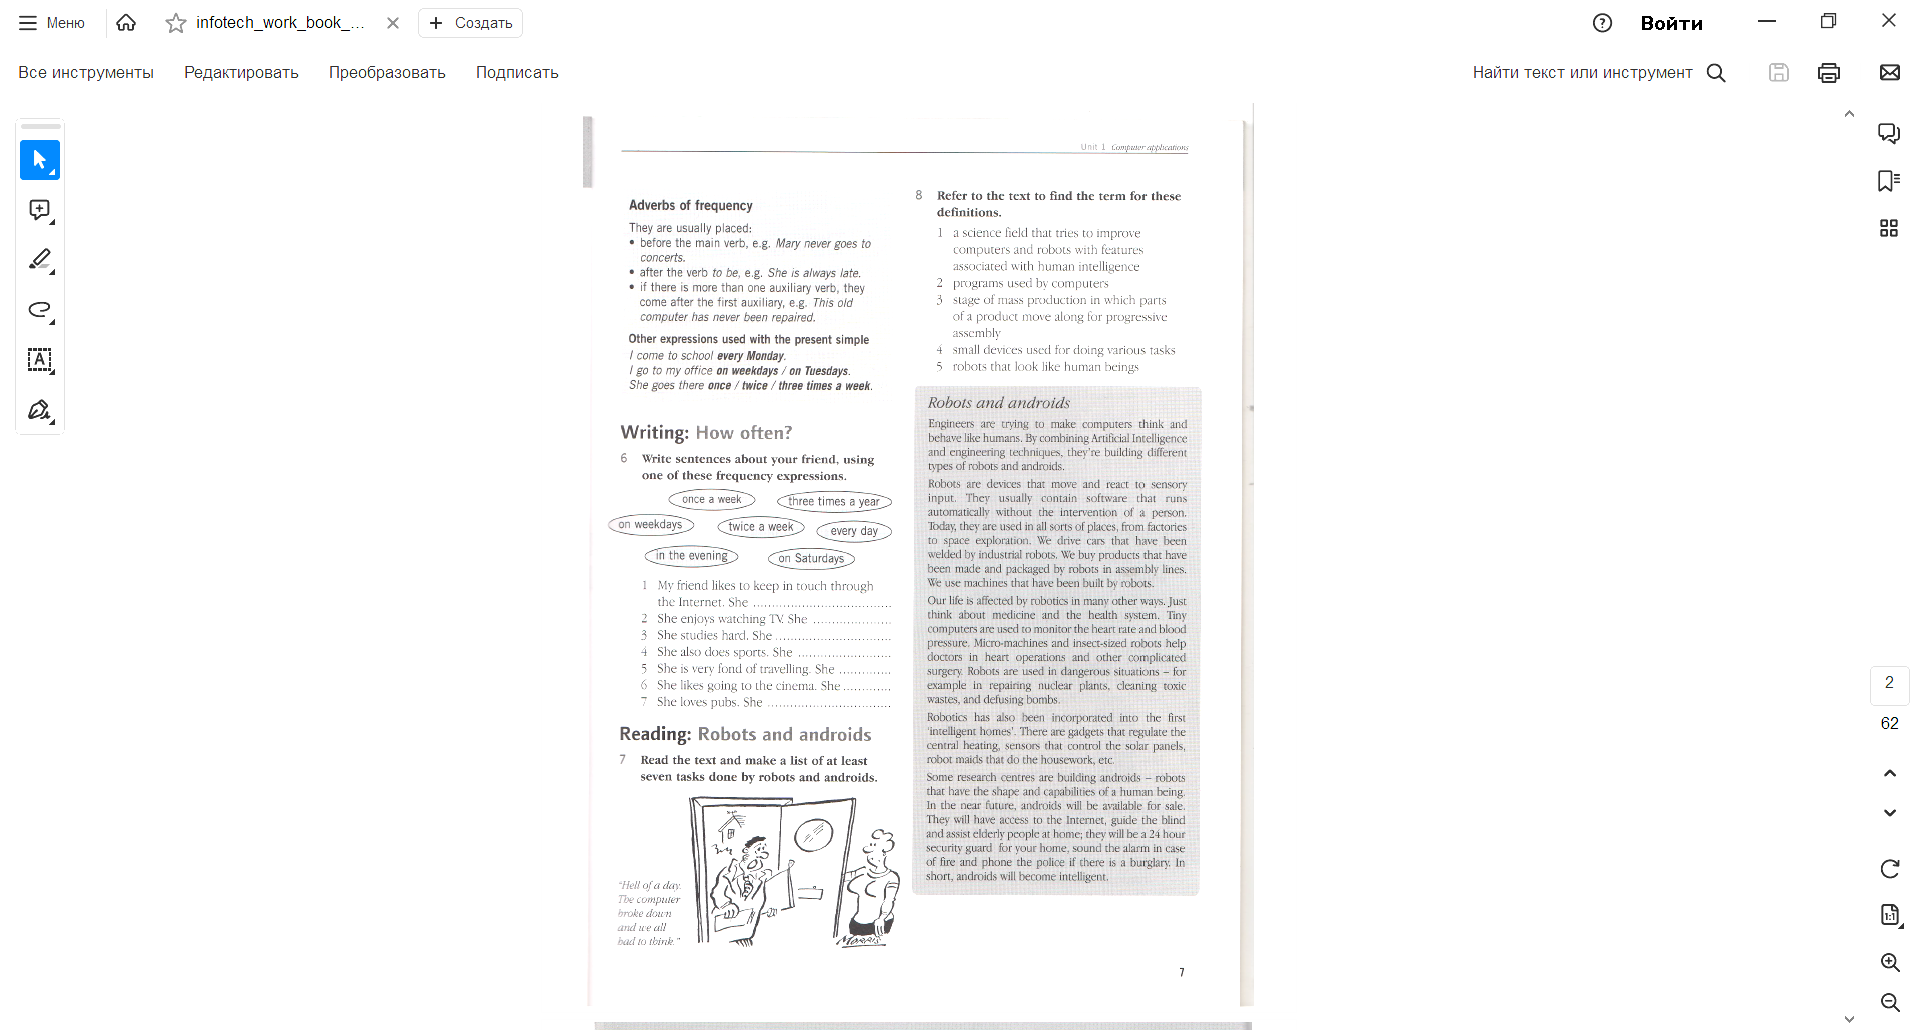 Меню
infotech_work_book_...
Создать
Войти
Все инструменты
Редактировать
Преобразовать
Подписать
Найти текст или инструмент
Unit 1 Computer applications
Adverbs of frequency
They are usually placed:
• before the main verb, e.g. Mary never goes to
concerts.
• after the verb to be, e.g. She is always late.
• if there is more than one auxiliary verb, they
come after the first auxiliary, e.g. This old
computer has never been repaired.
Other expressions used with the present simple
I come to school every Monday.
I go to my office on weekdays / on Tuesdays.
She goes there once / twice / three times a week.
Writing: How often?
6 Write sentences about your friend, using
one of these frequency expressions.
once a week
three times a year
on weekdays
twice a week
every day
in the evening
on Saturdays
1 My friend likes to keep in touch through
the Internet. She ...................................
2 She enjoys watching TV. She ....................
3 She studies hard. She .............................
4 She also does sports. She ........................
5 She is very fond of travelling. She .............
6 She likes going to the cinema. She ............
7 She loves pubs. She ...............................
Reading: Robots and androids
7 Read the text and make a list of at least
seven tasks done by robots and androids.
"Hell of a day.
The computer
broke down
and we all
had to think."
MORRIS
8 Refer to the text to find the term for these
definitions.
1 a science field that tries to improve
computers and robots with features
associated with human intelligence
2 programs used by computers
3 stage of mass production in which parts
of a product move along for progressive
assembly
4 small devices used for doing various tasks
5 robots that look like human beings
Robots and androids
Engineers are trying to make computers think and
behave like humans. By combining Artificial Intelligence
and engineering techniques, they're building different
types of robots and androids.
Robots are devices that move and react to sensory
input. They usually contain software that runs
automatically without the intervention of a person.
Today, they are used in all sorts of places, from factories
to space exploration. We drive cars that have been
welded by industrial robots. We buy products that have
been made and packaged by robots in assembly lines.
We use machines that have been built by robots.
Our life is affected by robotics in many other ways. Just
think about medicine and the health system. Tiny
computers are used to monitor the heart rate and blood
pressure. Micro-machines and insect-sized robots help
doctors in heart operations and other complicated
surgery. Robots are used in dangerous situations – for
example in repairing nuclear plants, cleaning toxic
wastes, and defusing bombs.
Robotics has also been incorporated into the first
'intelligent homes'. There are gadgets that regulate the
central heating, sensors that control the solar panels,
robot maids that do the housework, etc.
Some research centres are building androids – robots
that have the shape and capabilities of a human being.
In the near future, androids will be available for sale.
They will have access to the Internet, guide the blind
and assist elderly people at home; they will be a 24 hour
security guard for your home, sound the alarm in case
of fire and phone the police if there is a burglary. In
short, androids will become intelligent.
7
2
62
1:1